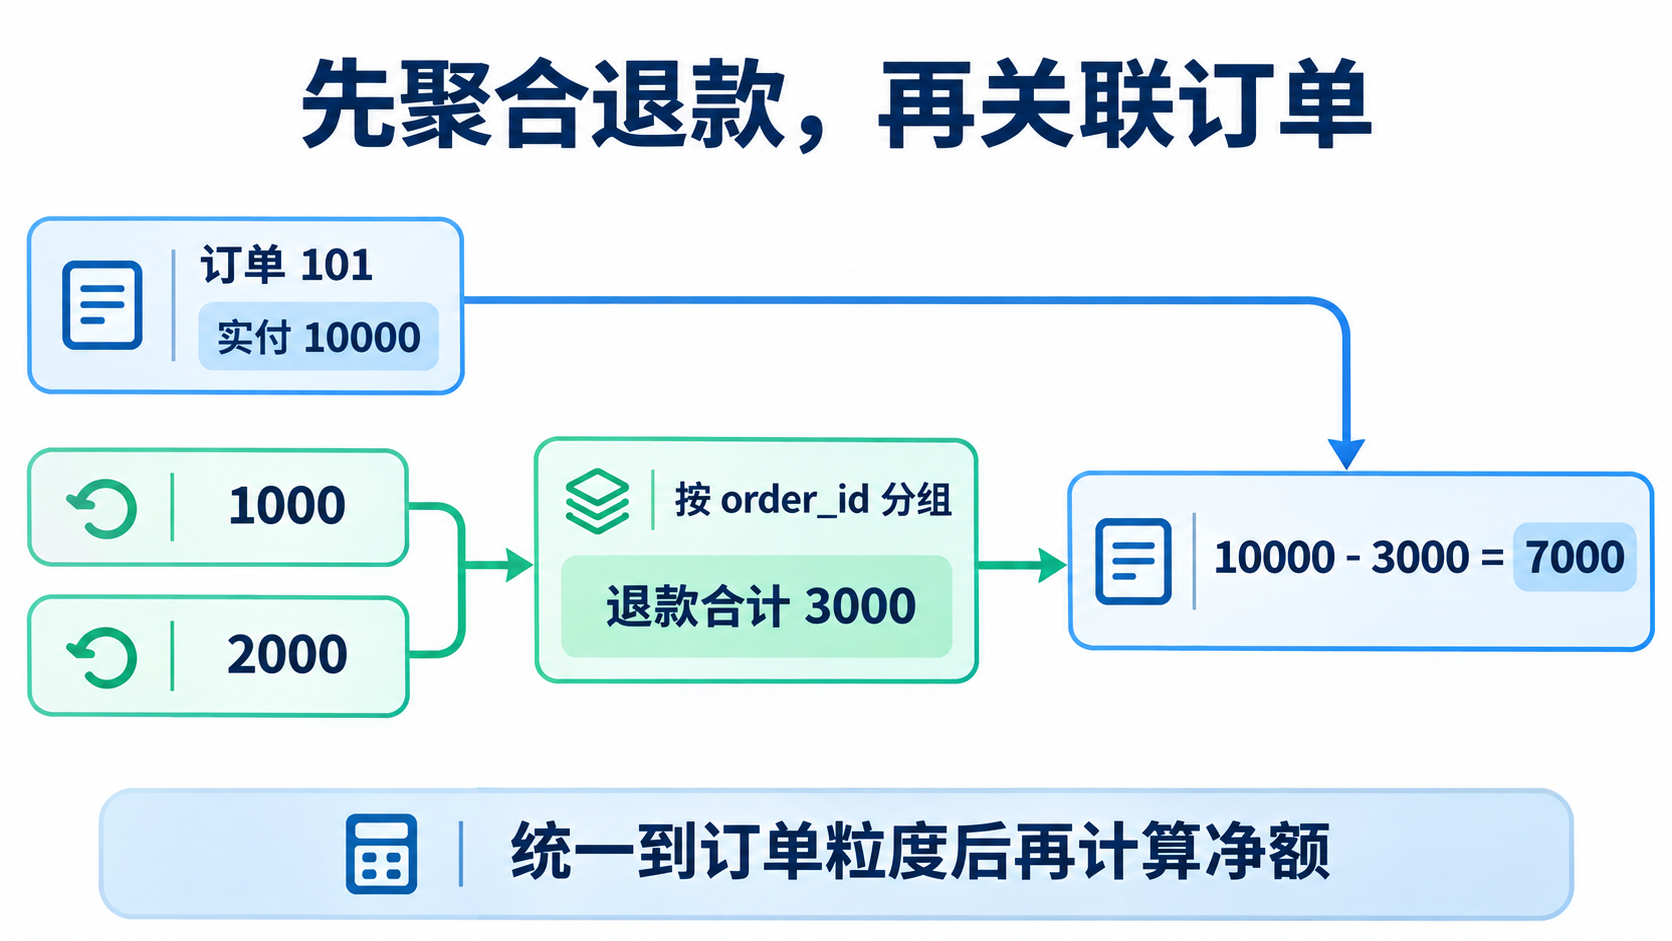 先聚合退款，再关联订单
订单 101
实付 10000
1000
2000
按 order_id 分组
退款合计 3000
10000 - 3000 = 7000
统一到订单粒度后再计算净额